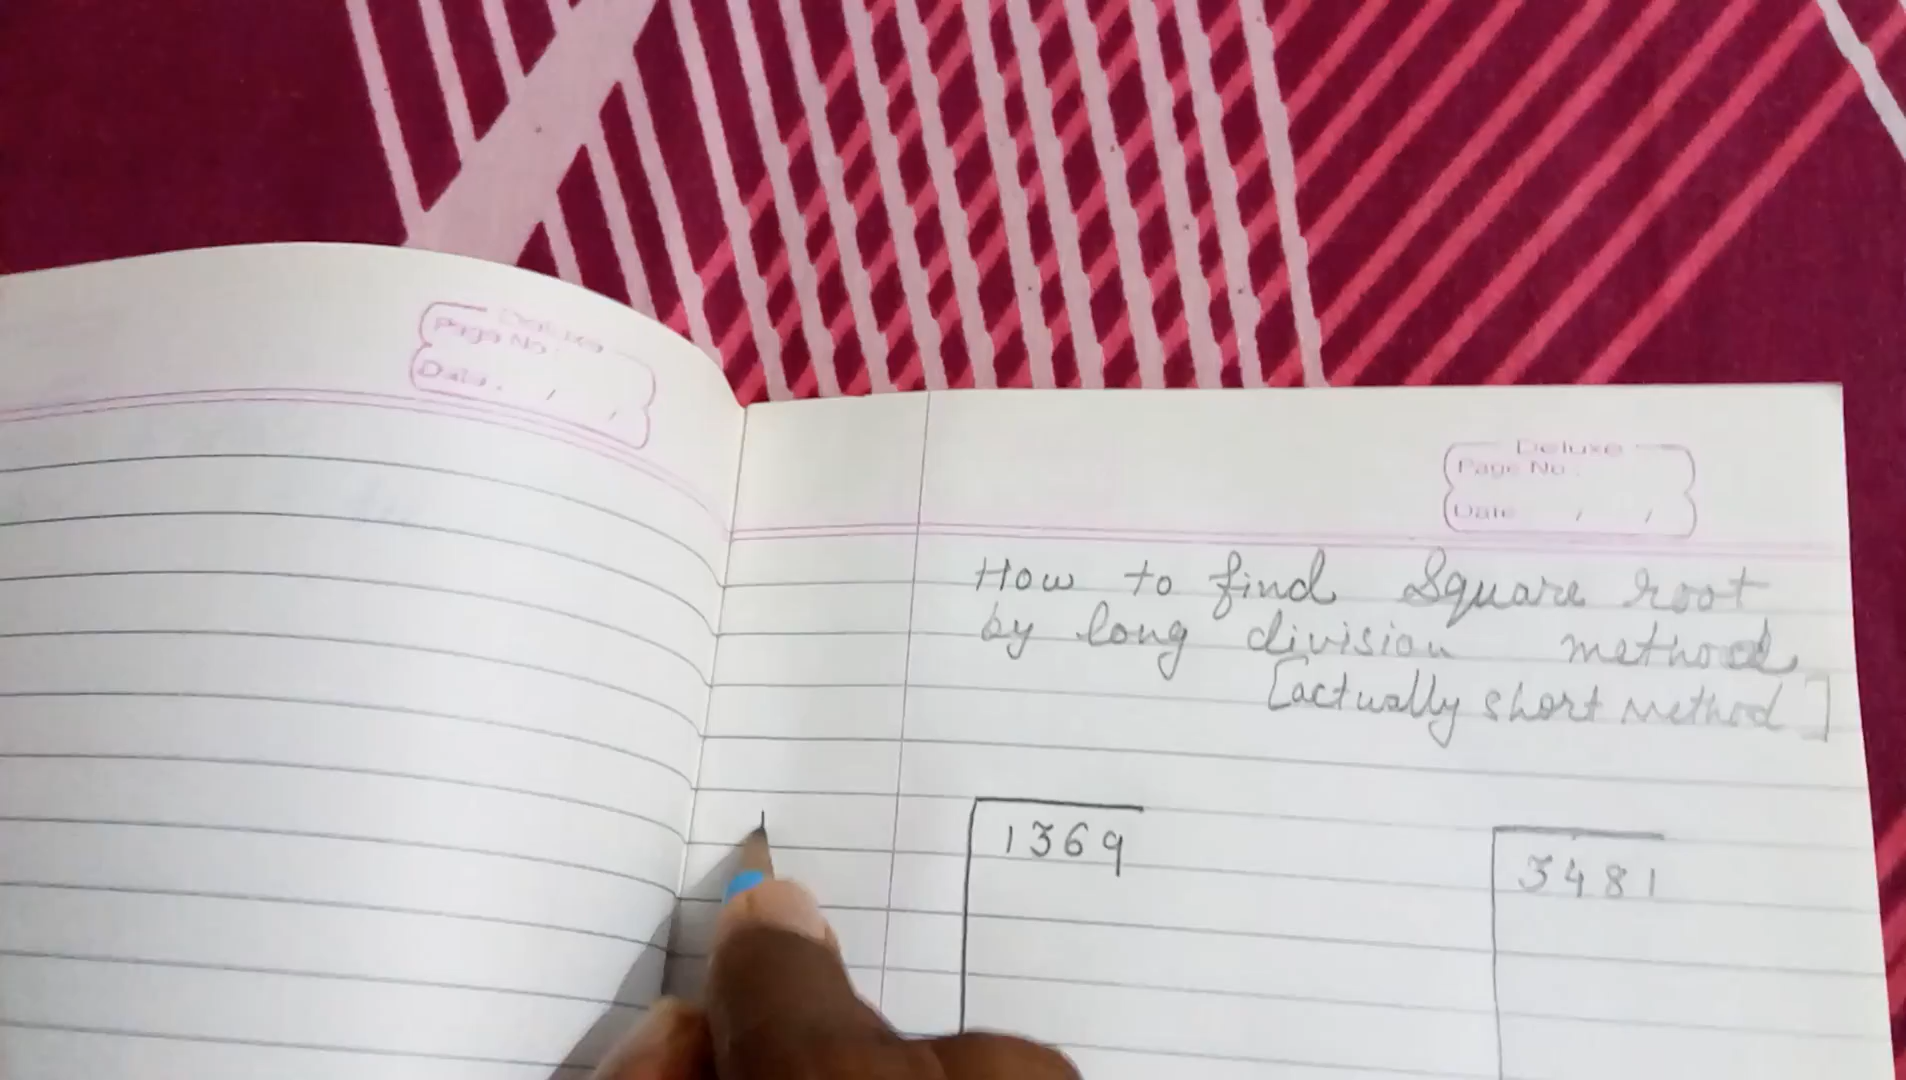 Deluxe
Page No.
Date. / /
Deluxe
Page No.
Date / /
How to find Square root
by long division method
[actually short Method]
1369
3481